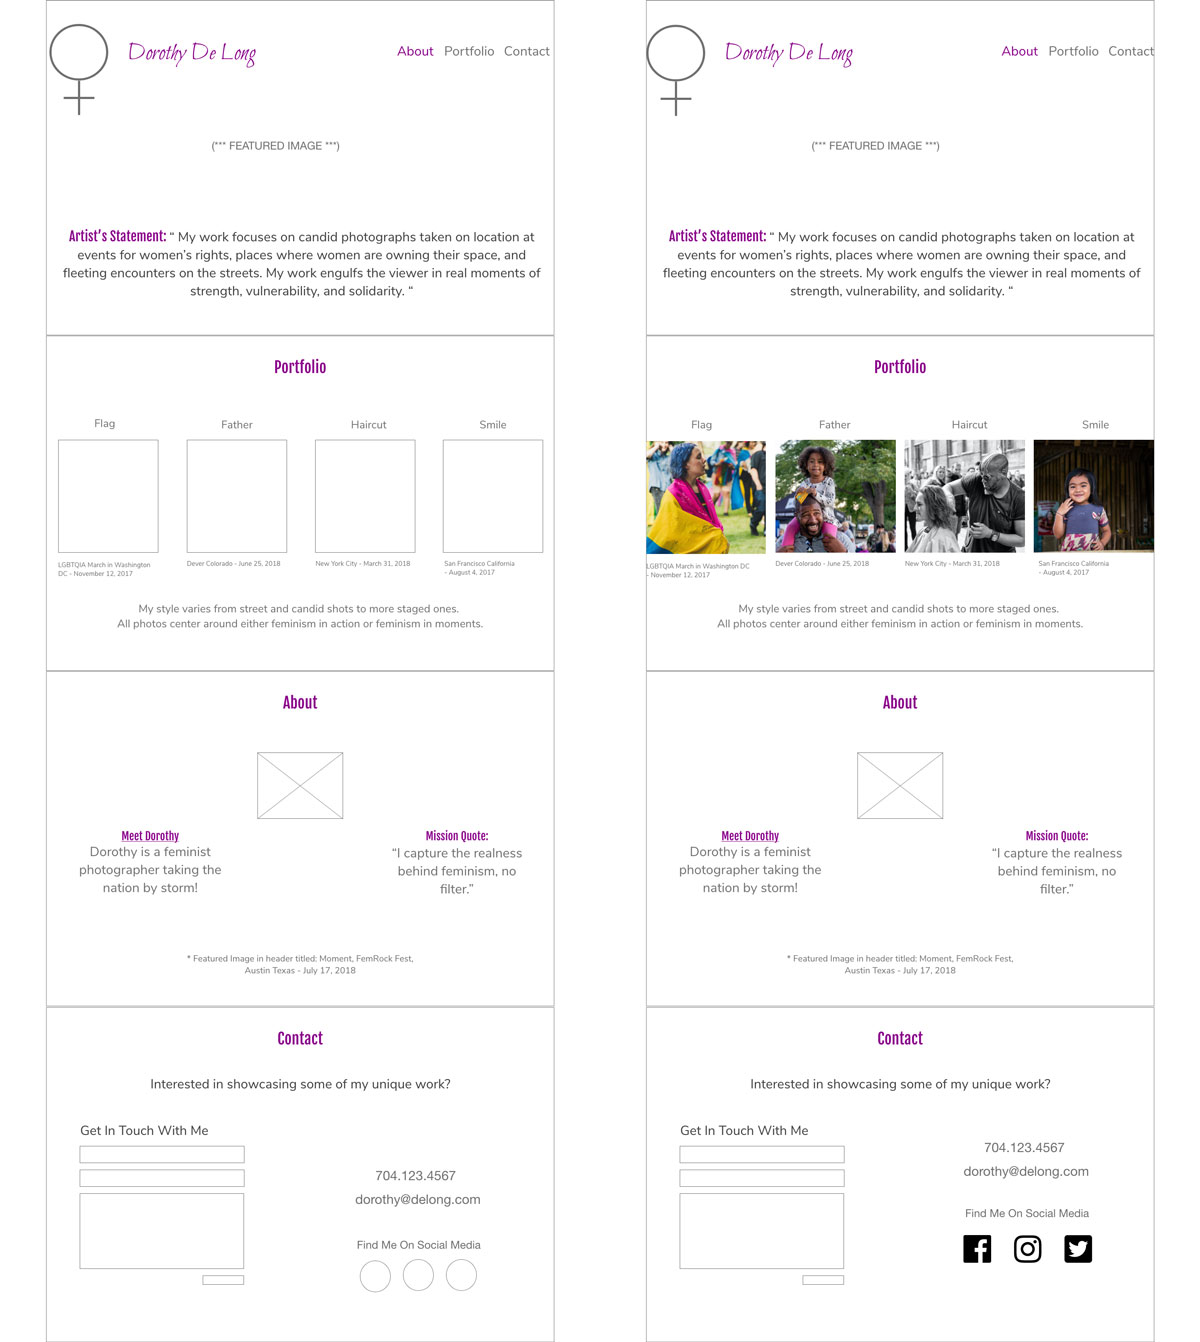 Dorothy De Long
About Portfolio Contact
(*** FEATURED IMAGE ***)
Artist's Statement: “ My work focuses on candid photographs taken on location at
events for women’s rights, places where women are owning their space, and
fleeting encounters on the streets. My work engulfs the viewer in real moments of
strength, vulnerability, and solidarity. “
Portfolio
Flag Father Haircut Smile
LGBTQIA March in Washington
DC - November 12, 2017
Dever Colorado - June 25, 2018
New York City - March 31, 2018
San Francisco California
- August 4, 2017
My style varies from street and candid shots to more staged ones.
All photos center around either feminism in action or feminism in moments.
About
Meet Dorothy
Dorothy is a feminist
photographer taking the
nation by storm!
Mission Quote:
“I capture the realness
behind feminism, no
filter.”
* Featured Image in header titled: Moment, FemRock Fest,
Austin Texas - July 17, 2018
Contact
Interested in showcasing some of my unique work?
Get In Touch With Me
704.123.4567
dorothy@delong.com
Find Me On Social Media
Dorothy De Long
About Portfolio Contact
(*** FEATURED IMAGE ***)
Artist's Statement: “ My work focuses on candid photographs taken on location at
events for women’s rights, places where women are owning their space, and
fleeting encounters on the streets. My work engulfs the viewer in real moments of
strength, vulnerability, and solidarity. “
Portfolio
Flag Father Haircut Smile
LGBTQIA March in Washington DC
- November 12, 2017
Dever Colorado - June 25, 2018
New York City - March 31, 2018
San Francisco California
- August 4, 2017
My style varies from street and candid shots to more staged ones.
All photos center around either feminism in action or feminism in moments.
About
Meet Dorothy
Dorothy is a feminist
photographer taking the
nation by storm!
Mission Quote:
“I capture the realness
behind feminism, no
filter.”
* Featured Image in header titled: Moment, FemRock Fest,
Austin Texas - July 17, 2018
Contact
Interested in showcasing some of my unique work?
Get In Touch With Me
704.123.4567
dorothy@delong.com
Find Me On Social Media